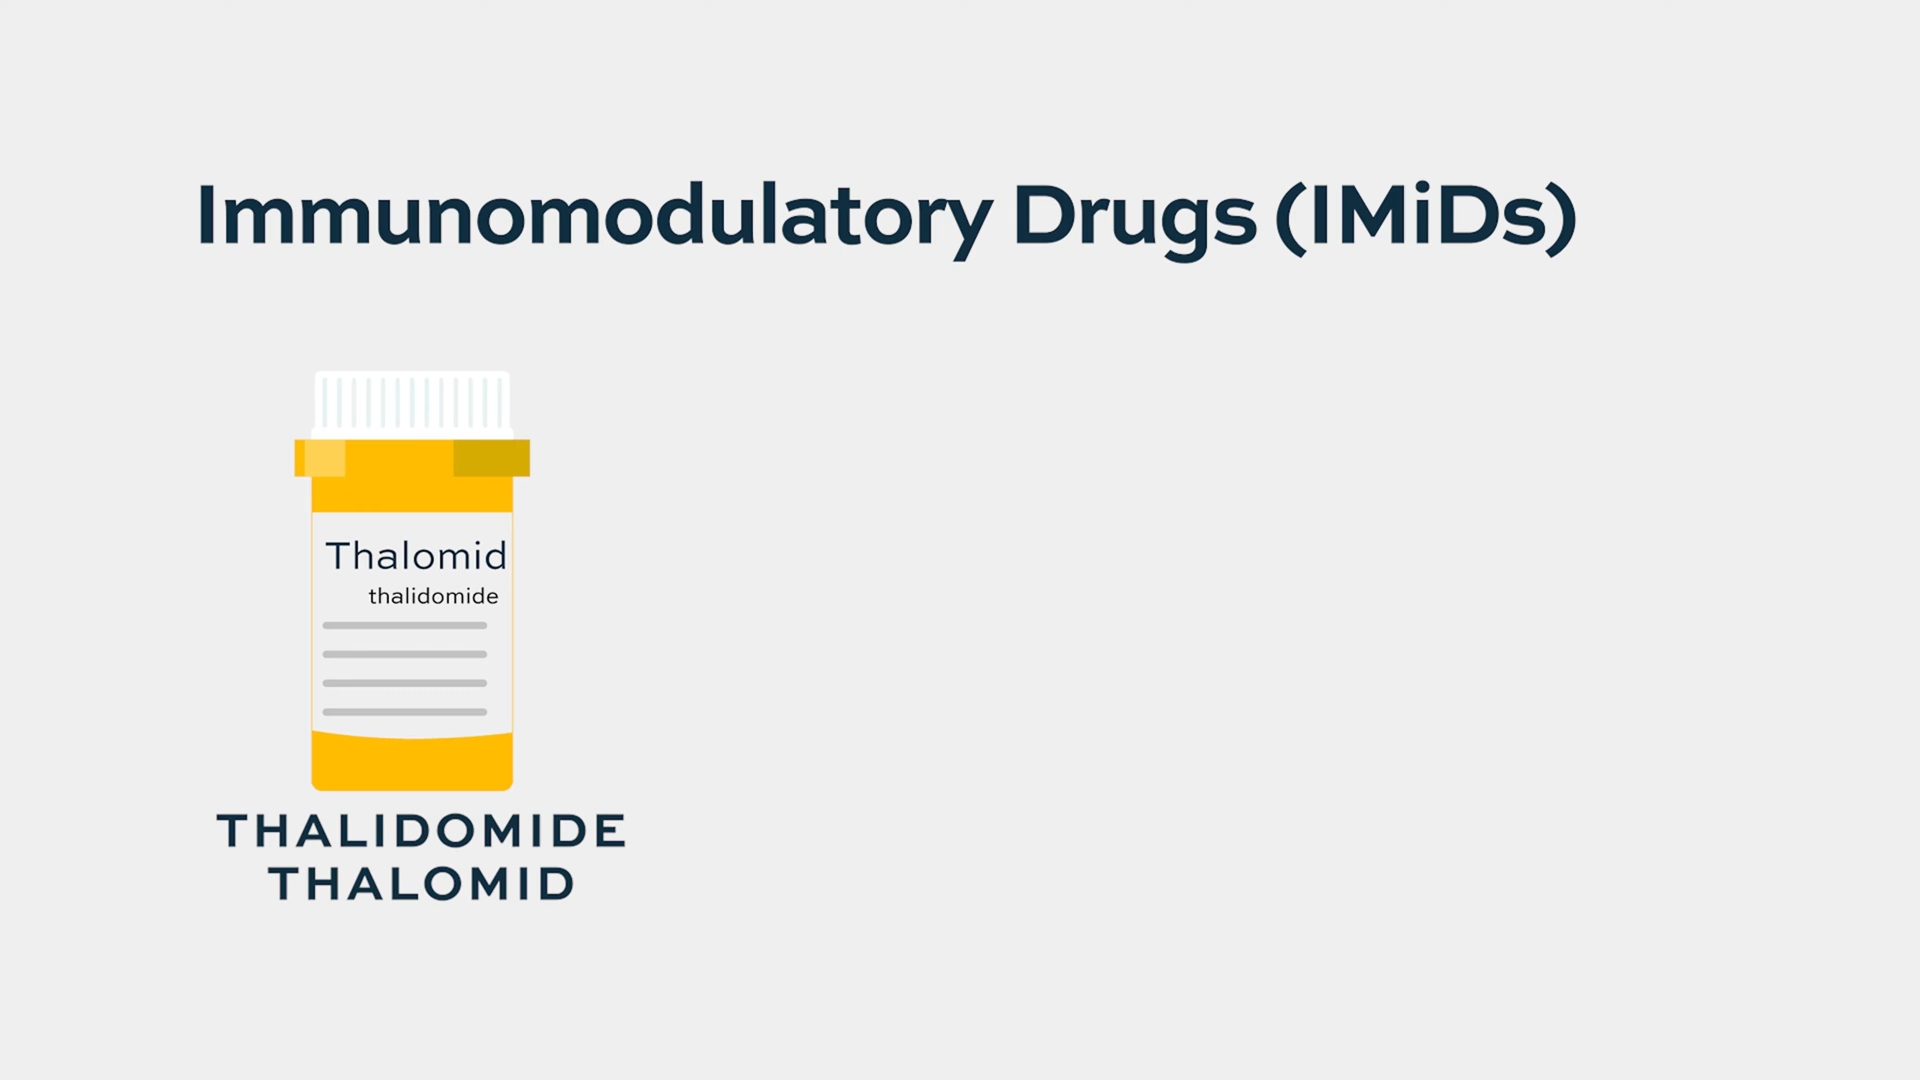 Immunomodulatory Drugs (IMiDs)
Thalomid
thalidomide
THALIDOMIDE
THALOMID